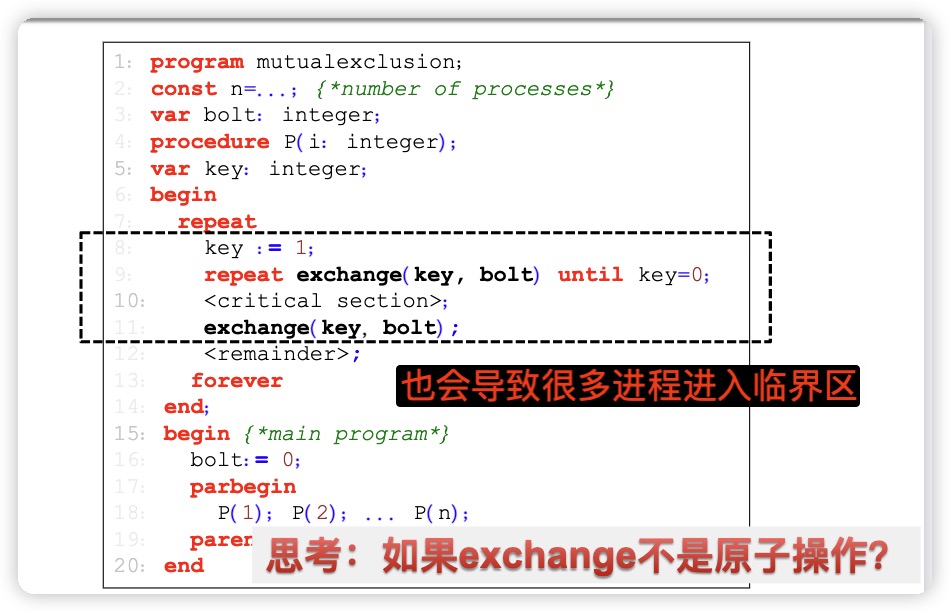 1: program mutualexclusion;
2: const n=...; {*number of processes*}
3: var bolt: integer;
4: procedure P(i: integer);
5: var key: integer;
6: begin
7: repeat
8: key := 1;
9: repeat exchange(key, bolt) until key=0;
10: <critical section>;
11: exchange(key, bolt);
12: <remainder>;
13: forever
也会导致很多进程进入临界区
14: end;
15: begin {*main program*}
16: bolt:= 0;
17: parbegin
18: P(1); P(2); ... P(n);
19: paren
思考：如果exchange不是原子操作？
20: end